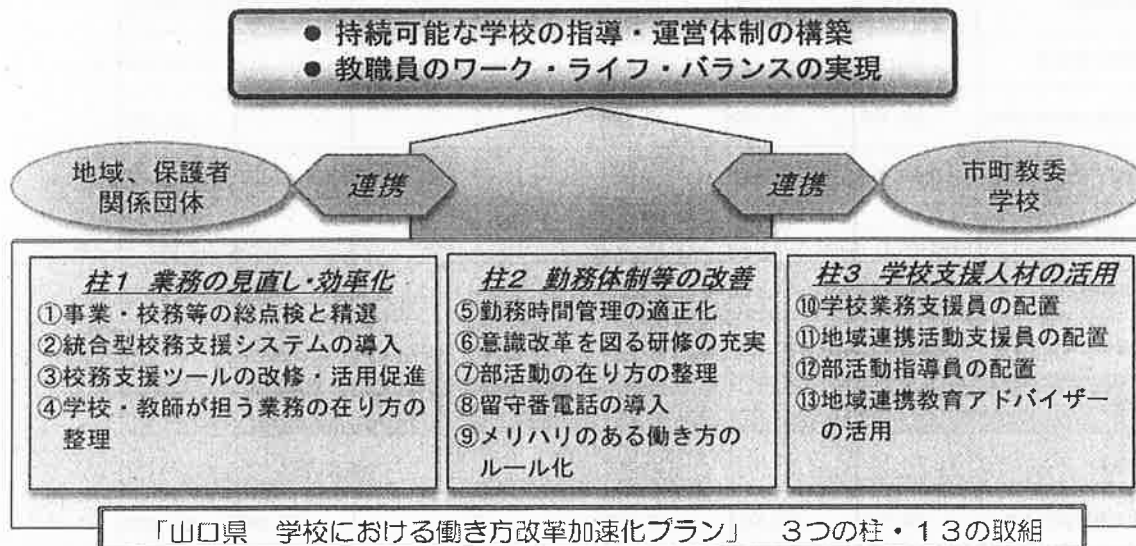 ● 持続可能な学校の指導・運営体制の構築
● 教職員のワーク・ライフ・バランスの実現
地域、保護者
関係団体
連携
連携
市町教委
学校
柱1 業務の見直し・効率化
①事業・校務等の総点検と精選
②統合型校務支援システムの導入
③校務支援ツールの改修・活用促進
④学校・教師が担う業務の在り方の
整理
柱2 勤務体制等の改善
⑤勤務時間管理の適正化
⑥意識改革を図る研修の充実
⑦部活動の在り方の整理
⑧留守番電話の導入
⑨メリハリのある働き方の
ルール化
柱3 学校支援人材の活用
⑩学校業務支援員の配置
⑪地域連携活動支援員の配置
⑫部活動指導員の配置
⑬地域連携教育アドバイザー
の活用
「山口県 学校における働き方改革加速化プラン」 3つの柱・13の取組